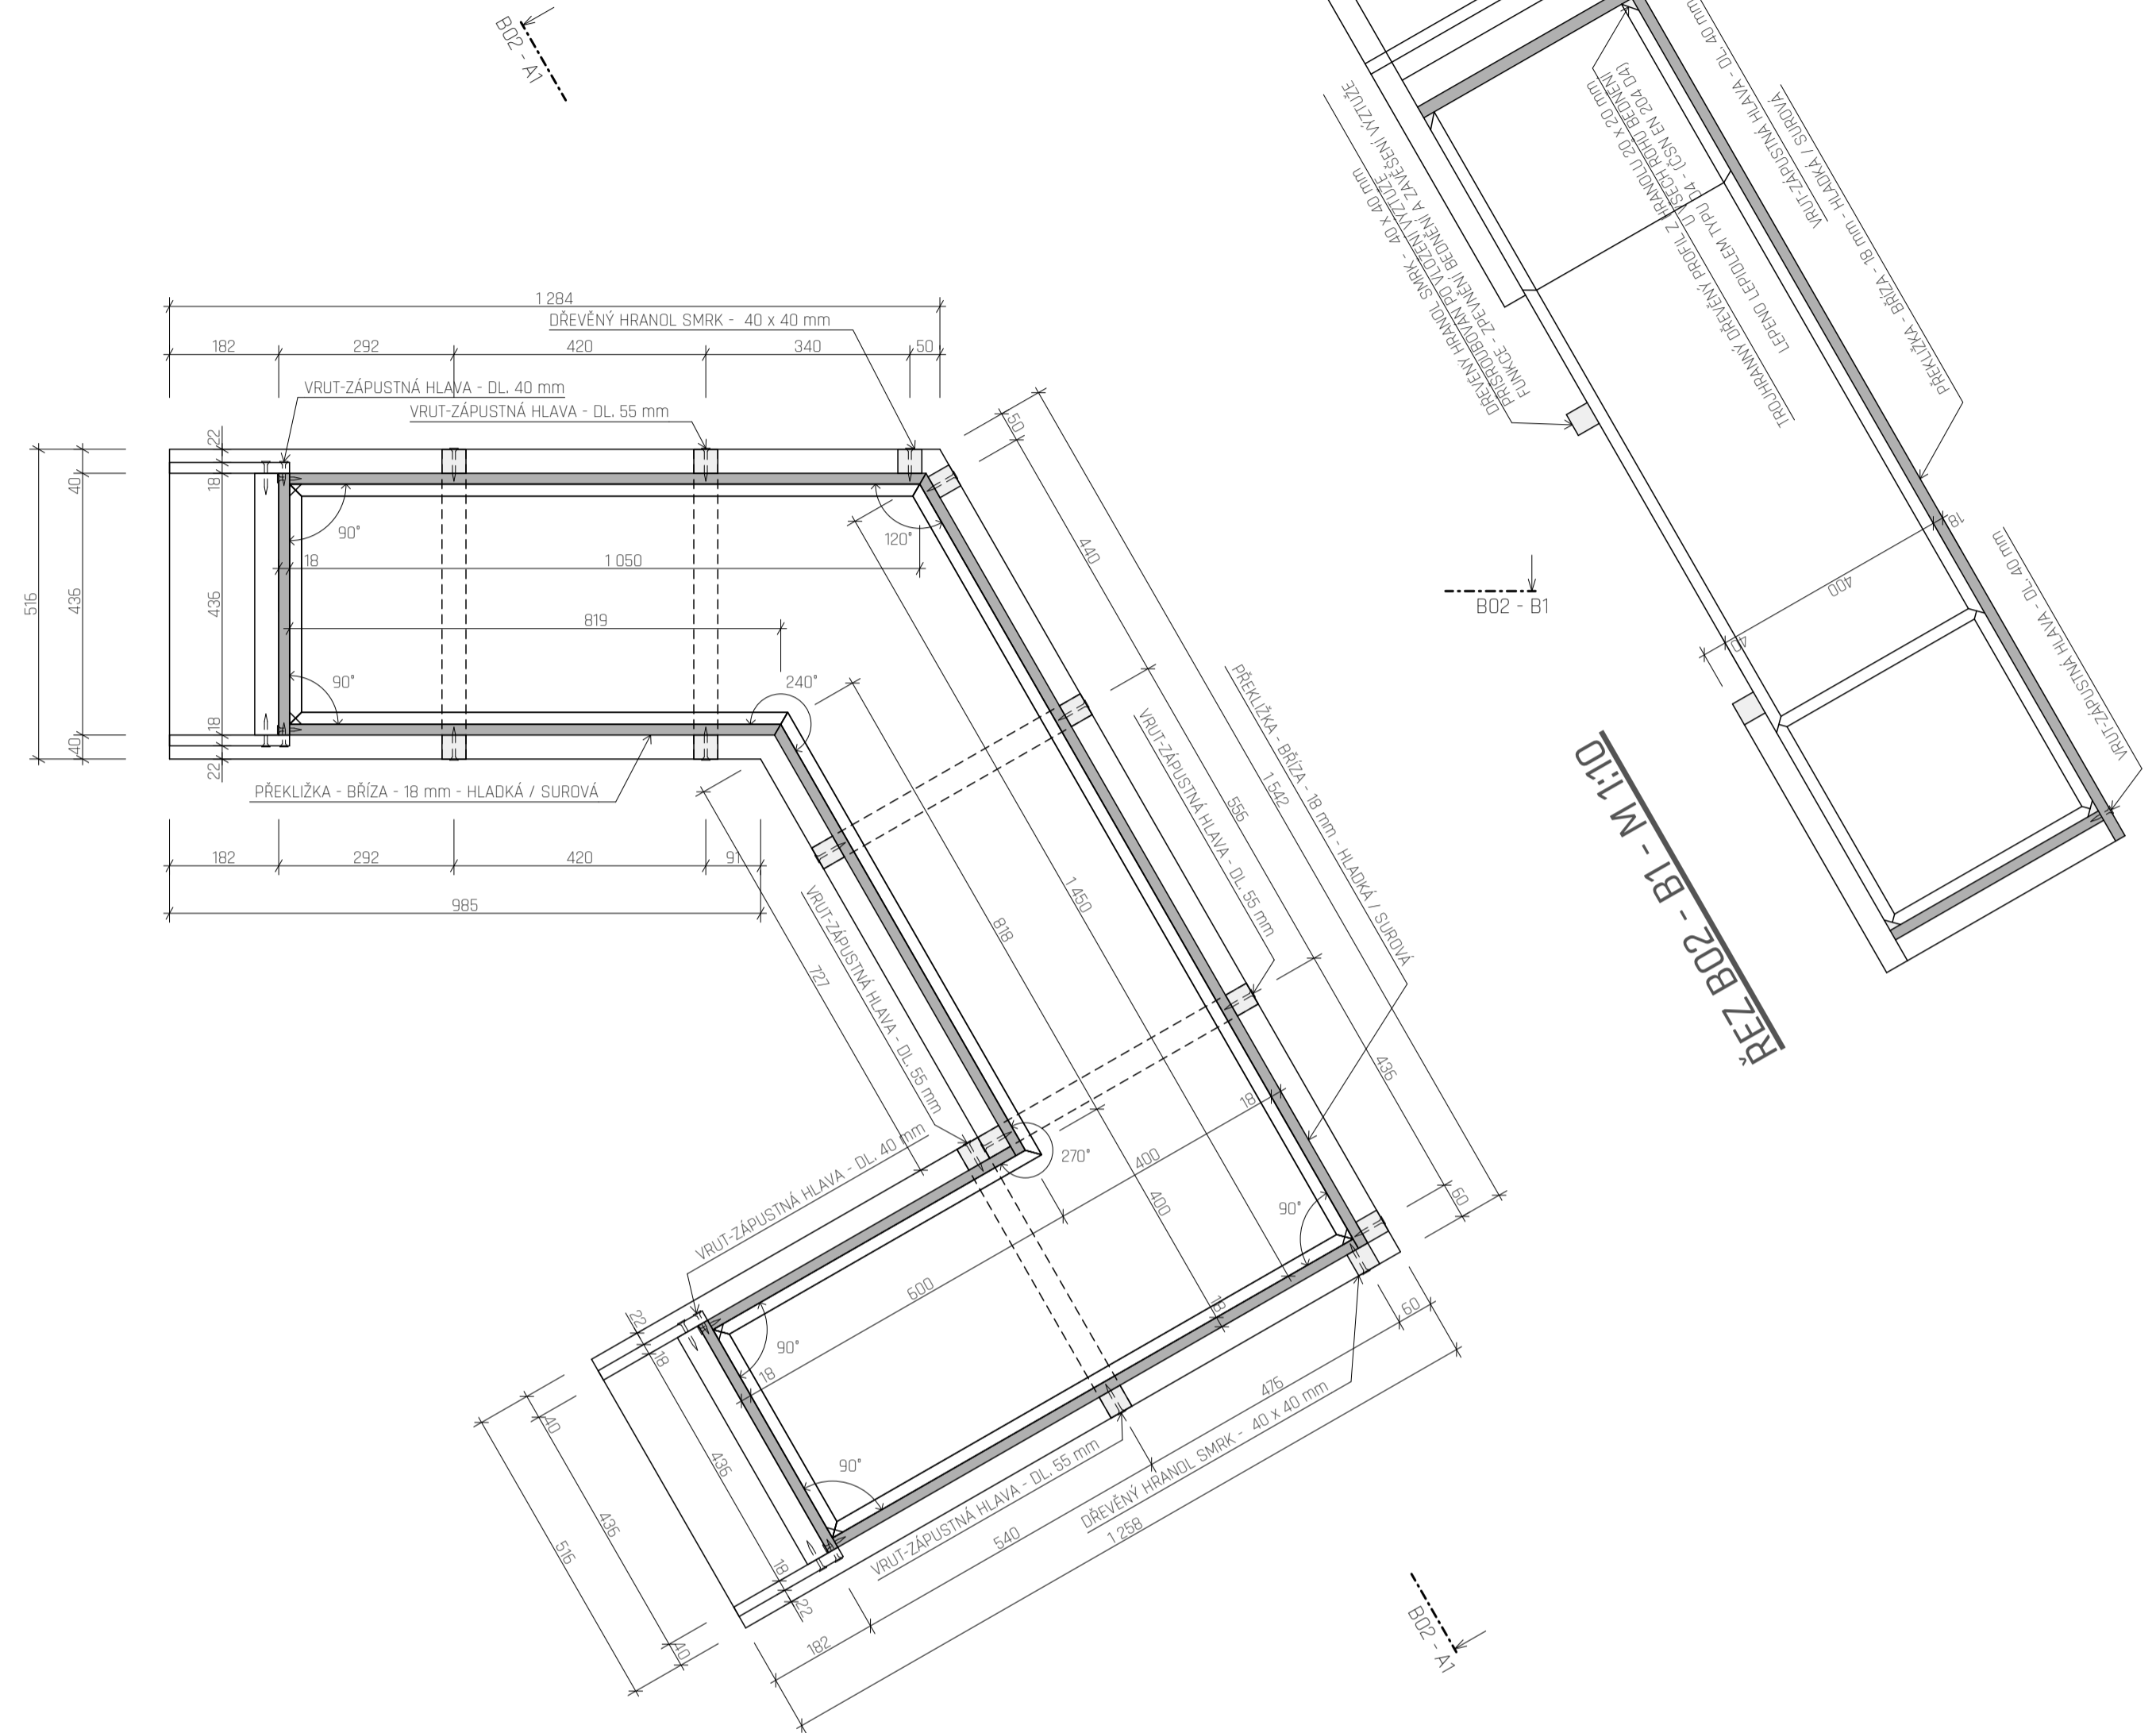 B02 - A1
1 284
DŘEVĚNÝ HRANOL SMRK - 40 x 40 mm
182
292
420
340
50
VRUT-ZÁPUSTNÁ HLAVA - DL. 40 mm
VRUT-ZÁPUSTNÁ HLAVA - DL. 55 mm
22
18
40
516
436
436
90°
120°
18
1 050
819
90°
240°
18
40
22
PŘEKLIŽKA - BŘÍZA - 18 mm - HLADKÁ / SUROVÁ
182
292
420
91
985
50
440
556
1 542
436
60
PŘEKLIŽKA - BŘÍZA - 18 mm - HLADKÁ / SUROVÁ
VRUT-ZÁPUSTNÁ HLAVA - DL. 55 mm
1 450
818
727
VRUT-ZÁPUSTNÁ HLAVA - DL. 55 mm
VRUT-ZÁPUSTNÁ HLAVA - DL. 40 mm
18
400
270°
400
90°
600
18
22
18
90°
18
60
476
90°
40
436
436
516
VRUT-ZÁPUSTNÁ HLAVA - DL. 55 mm
DŘEVĚNÝ HRANOL SMRK - 40 x 40 mm
540
1 258
18
22
182
40
B02 - A1
B02 - B1
ŘEZ B02 - B1 - M 1:10
DŘEVĚNÝ HRANOL SMRK - 40 x 40 mm
PŘIŠROUBOVÁN PO VLOŽENÍ VÝZTUŽE
FUNKCE - ZPEVNĚNÍ BEDNĚNÍ A ZAVĚŠENÍ VÝZTUŽE
TROJHRANNÝ DŘEVĚNÝ PROFIL Z HRANOLU 20 x 20 mm
U VŠECH ROHŮ BEDNĚNÍ
LEPENO LEPIDLEM TYPU D4 - (ČSN EN 204 D4)
VRUT-ZÁPUSTNÁ HLAVA - DL. 40 mm
VRUT-ZÁPUSTNÁ HLAVA
PŘEKLIŽKA - BŘÍZA - 18 mm - HLADKÁ / SUROVÁ
18
400
40
VRUT-ZÁPUSTNÁ HLAVA - DL. 40 mm
VRUT-ZÁPUSTNÁ HLAVA